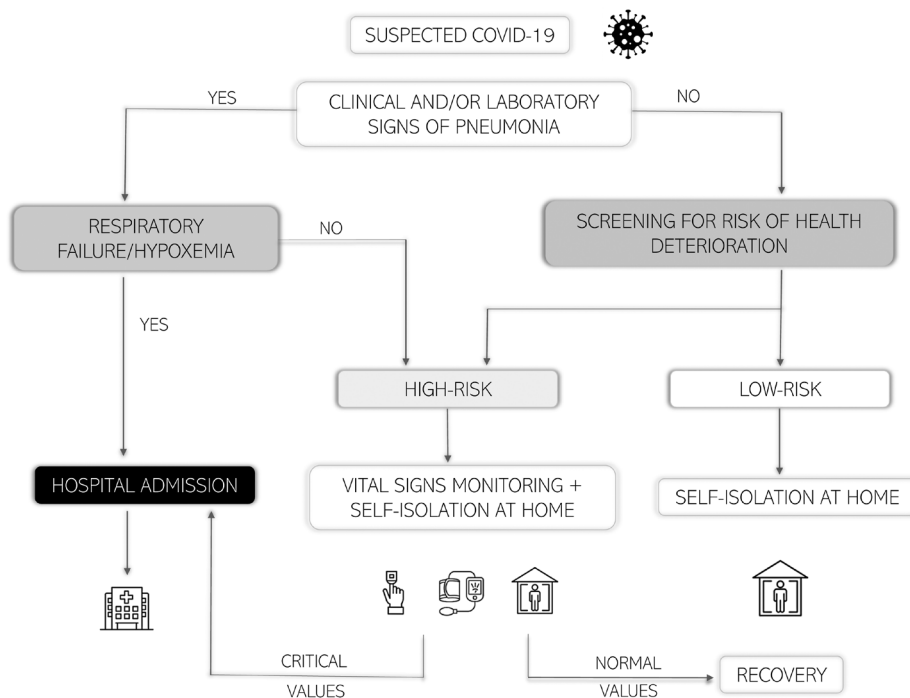 SUSPECTED COVID-19
YES
CLINICAL AND/OR LABORATORY
SIGNS OF PNEUMONIA
NO
RESPIRATORY
FAILURE/HYPOXEMIA
NO
SCREENING FOR RISK OF HEALTH
DETERIORATION
YES
HIGH-RISK
LOW-RISK
HOSPITAL ADMISSION
VITAL SIGNS MONITORING +
SELF-ISOLATION AT HOME
SELF-ISOLATION AT HOME
CRITICAL
VALUES
NORMAL
VALUES
RECOVERY